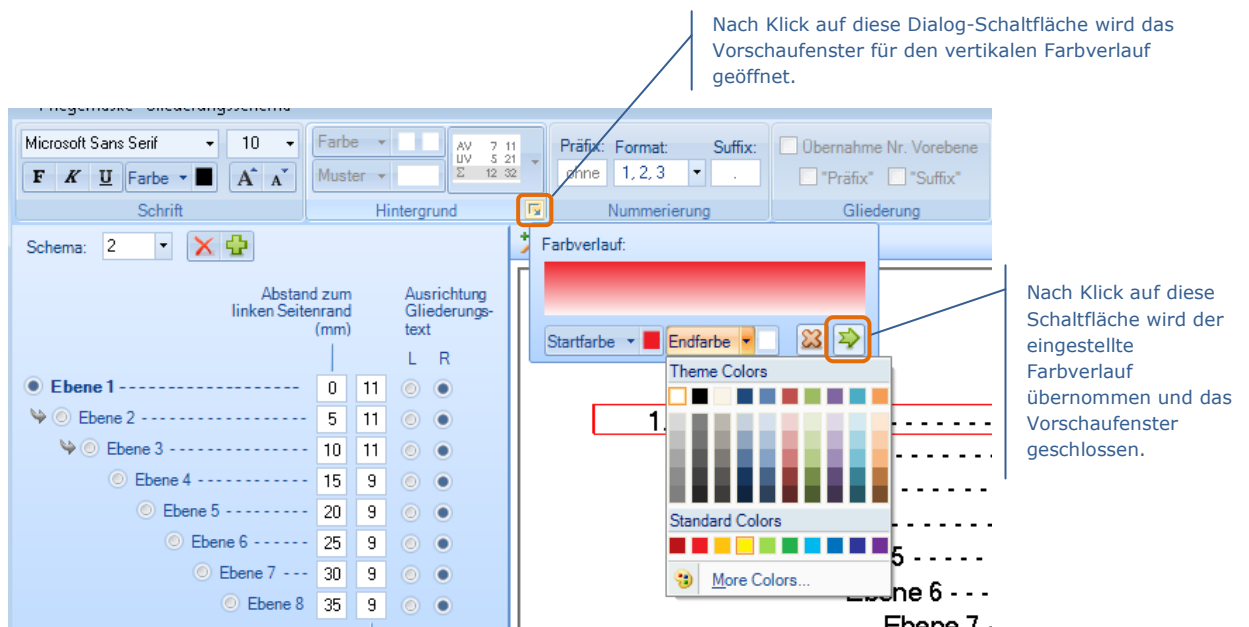 Nach Klick auf diese Dialog-Schaltfläche wird das
Vorschaufenster für den vertikalen Farbverlauf
geöffnet.
Microsoft Sans Serif 10
Farbe
AV 7 11
UV 5 21
Σ 12 32
Präfix: Format: Suffix:
Übernahme Nr. Vorebene
F K U Farbe A A
Muster
ohne 1, 2, 3 .
"Präfix" "Suffix"
Schrift
Hintergrund
Nummerierung
Gliederung
Schema: 2
Farbverlauf:
Abstand zum
linken Seitenrand
(mm)
Ausrichtung
Gliederungs-
text
L R
Startfarbe Endfarbe
Nach Klick auf diese
Schaltfläche wird der
eingestellte
Farbverlauf
übernommen und das
Vorschaufenster
geschlossen.
Theme Colors
Standard Colors
More Colors...
Ebene 1 0 11
Ebene 2 5 11
Ebene 3 10 11
Ebene 4 15 9
Ebene 5 20 9
Ebene 6 25 9
Ebene 7 30 9
Ebene 8 35 9
1.
5
Ebene 6
Ebene 7